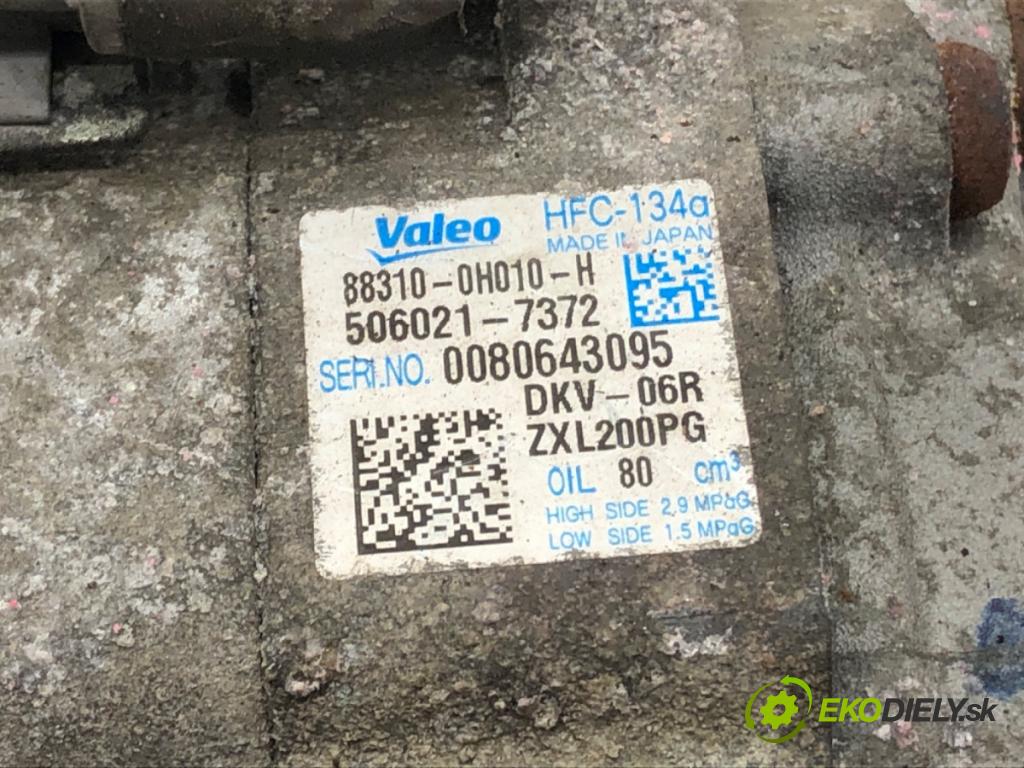 Valeo HFC-134a
MADE IN JAPAN
88310-0H010-H
506021-7372
SERI.NO. 0080643095
DKV-06R
ZXL200PG
OIL 80 cm³
HIGH SIDE 2.9 MPaG
LOW SIDE 1.5 MPaG
EKODIELY.sk